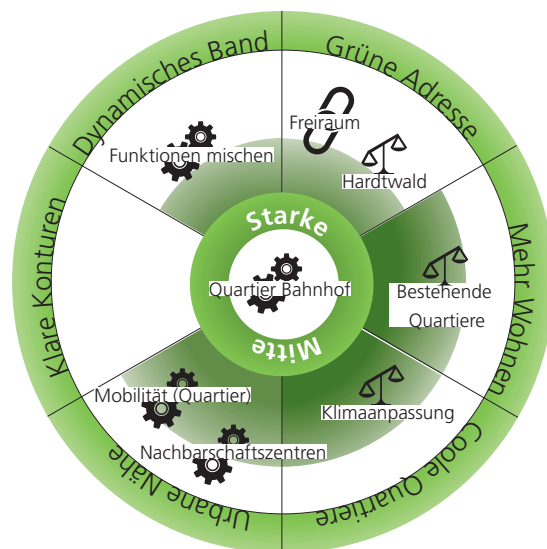 Dynamisches Band
Grüne Adresse
Mehr Wohnen
Coole Quartiere
Urbane Nähe
Klare Konturen
Freiraum
Hardtwald
Funktionen mischen
Starke
Mitte
Quartier Bahnhof
Bestehende
Quartiere
Klimaanpassung
Mobilität (Quartier)
Nachbarschaftszentren